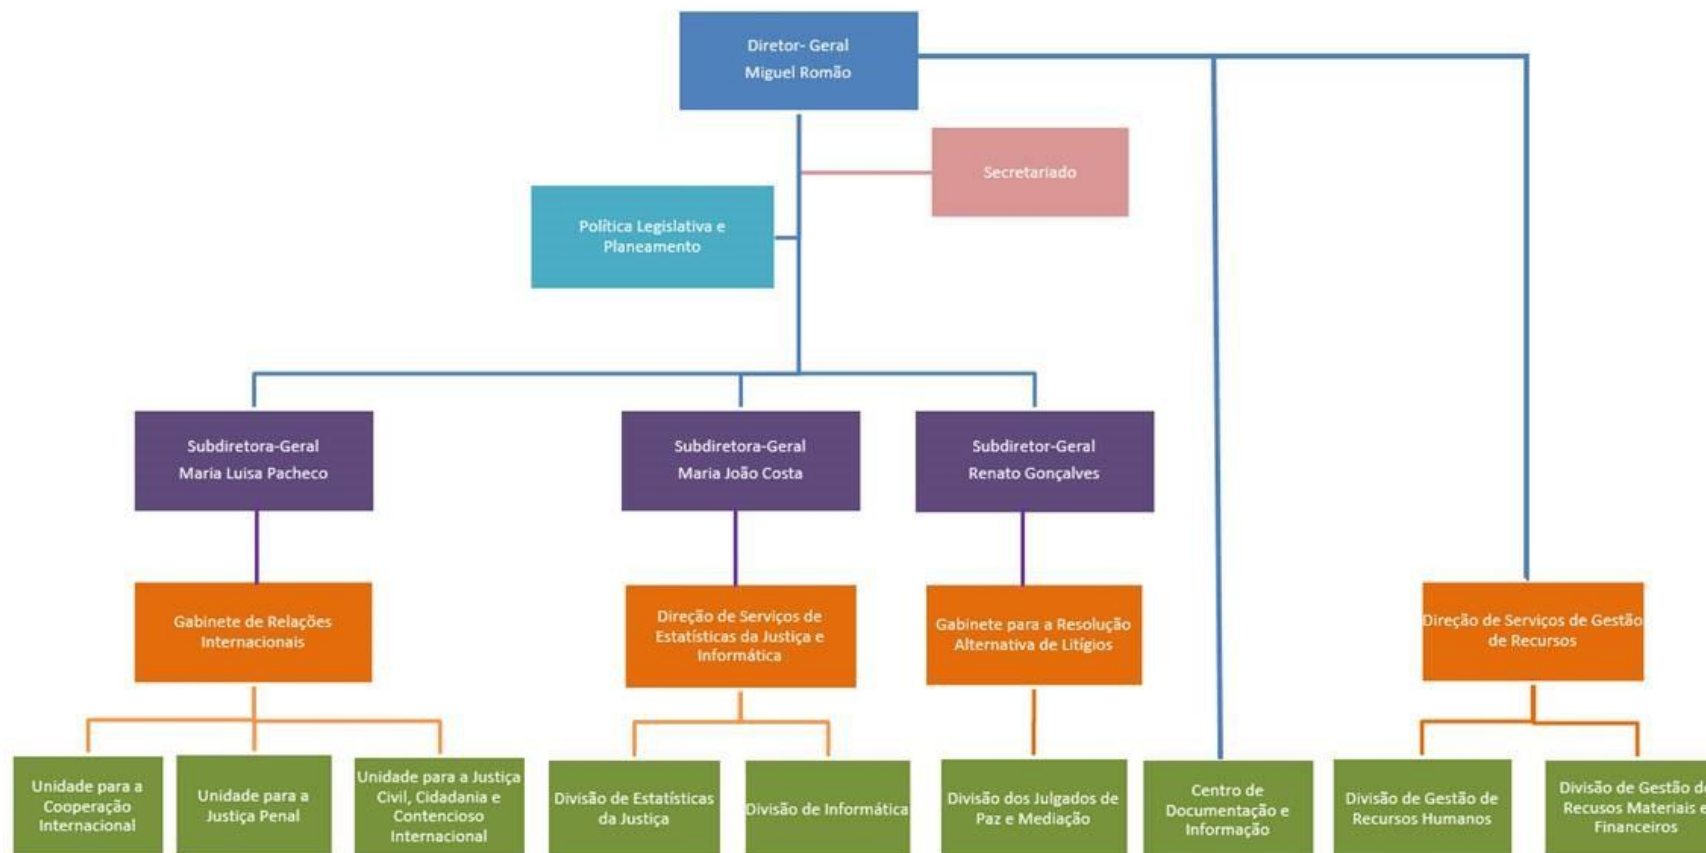 Diretor- Geral
Miguel Romão
Secretariado
Política Legislativa e
Planeamento
Subdiretora-Geral
Maria Luisa Pacheco
Subdiretora-Geral
Maria João Costa
Subdiretor-Geral
Renato Gonçalves
Gabinete de Relações
Internacionais
Direção de Serviços de
Estatísticas da Justiça e
Informática
Gabinete para a Resolução
Alternativa de Litígios
Direção de Serviços de Gestão
de Recursos
Unidade para a
Cooperação
Internacional
Unidade para a
Justiça Penal
Unidade para a Justiça
Civil, Cidadania e
Contencioso
Internacional
Divisão de Estatísticas
da Justiça
Divisão de Informática
Divisão dos Julgados de
Paz e Mediação
Centro de
Documentação e
Informação
Divisão de Gestão de
Recursos Humanos
Divisão de Gestão de
Recusos Materiais e
Financeiros